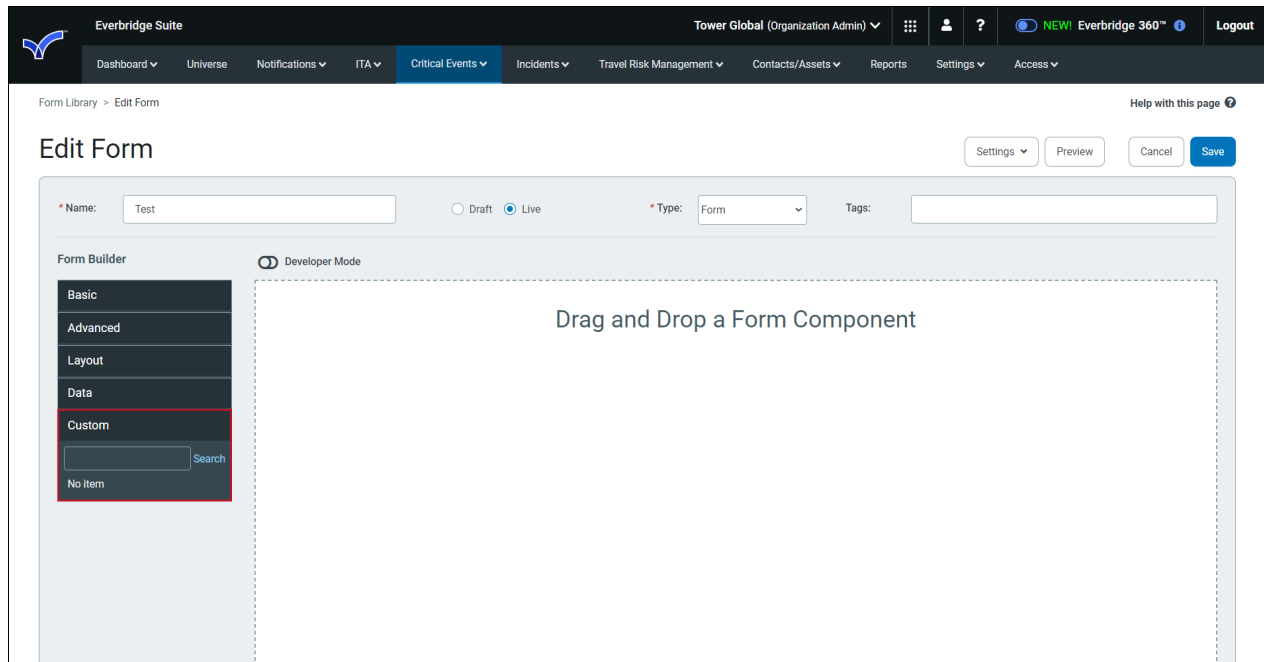 Everbridge Suite
Tower Global (Organization Admin)
?
NEW! Everbridge 360™
Logout
Dashboard
Universe
Notifications
ITA
Critical Events
Incidents
Travel Risk Management
Contacts/Assets
Reports
Settings
Access
Form Library > Edit Form
Help with this page ?
Edit Form
Settings
Preview
Cancel
Save
* Name:
Test
Draft
Live
* Type:
Form
Tags:
Form Builder
Developer Mode
Basic
Advanced
Layout
Data
Custom
Search
No item
Drag and Drop a Form Component